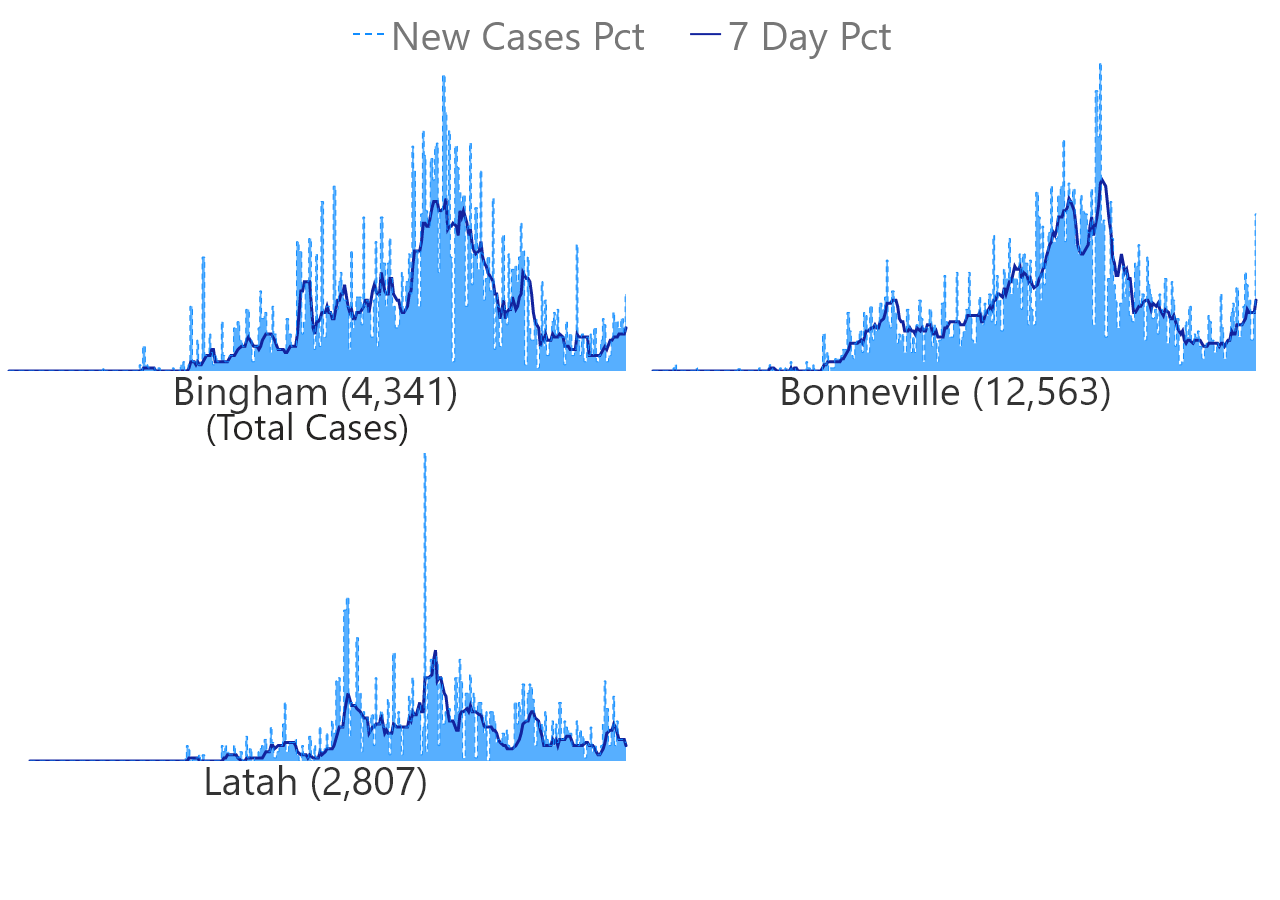 New Cases Pct 7 Day Pct
Bingham (4,341)
(Total Cases)
Bonneville (12,563)
Latah (2,807)